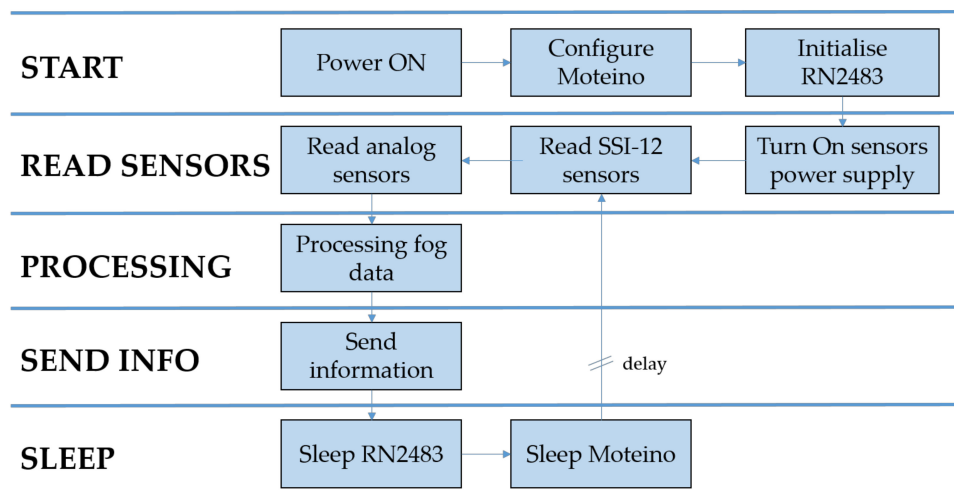 START
Power ON
Configure
Moteino
Initialise
RN2483
READ SENSORS
Read analog
sensors
Read SSI-12
sensors
Turn On sensors
power supply
PROCESSING
Processing fog
data
SEND INFO
Send
information
delay
SLEEP
Sleep RN2483
Sleep Moteino